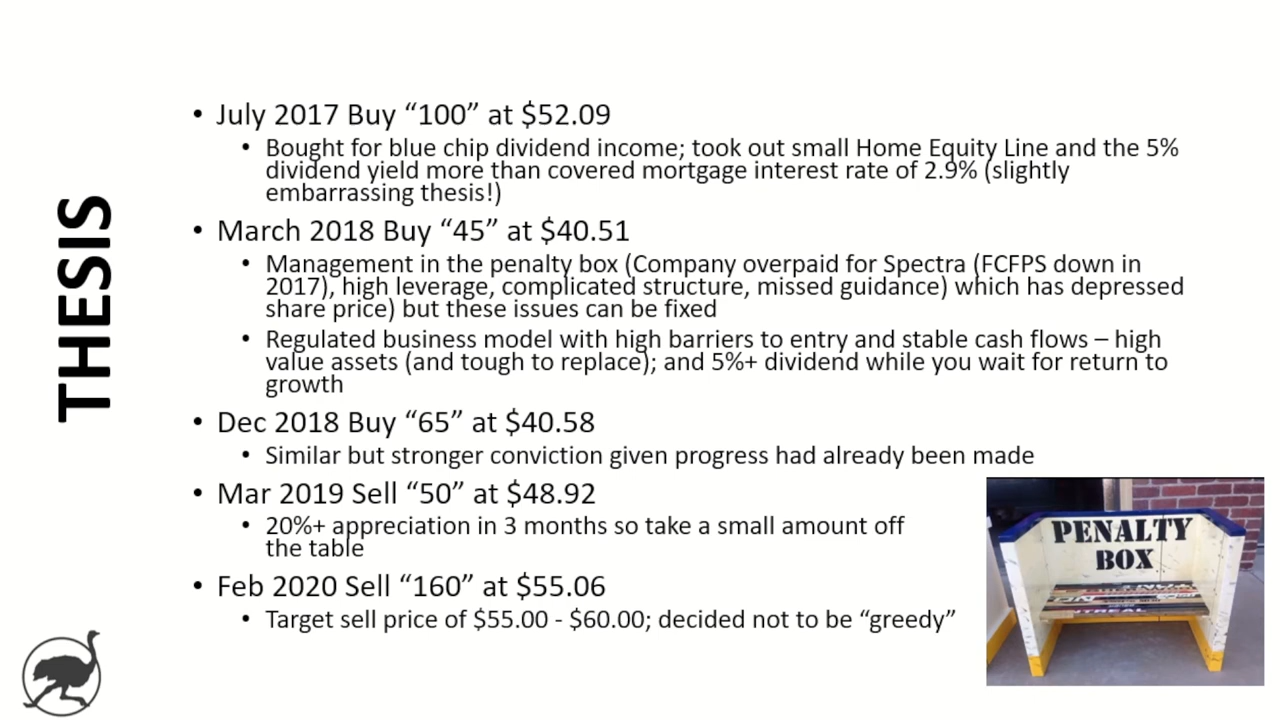 THESIS
• July 2017 Buy “100” at $52.09
• Bought for blue chip dividend income; took out small Home Equity Line and the 5%
dividend yield more than covered mortgage interest rate of 2.9% (slightly
embarrassing thesis!)
• March 2018 Buy “45” at $40.51
• Management in the penalty box (Company overpaid for Spectra (FCFPS down in
2017), high leverage, complicated structure, missed guidance) which has depressed
share price) but these issues can be fixed
• Regulated business model with high barriers to entry and stable cash flows – high
value assets (and tough to replace); and 5%+ dividend while you wait for return to
growth
• Dec 2018 Buy “65” at $40.58
• Similar but stronger conviction given progress had already been made
• Mar 2019 Sell “50” at $48.92
• 20%+ appreciation in 3 months so take a small amount off
the table
• Feb 2020 Sell “160” at $55.06
• Target sell price of $55.00 - $60.00; decided not to be “greedy”
PENALTY
BOX